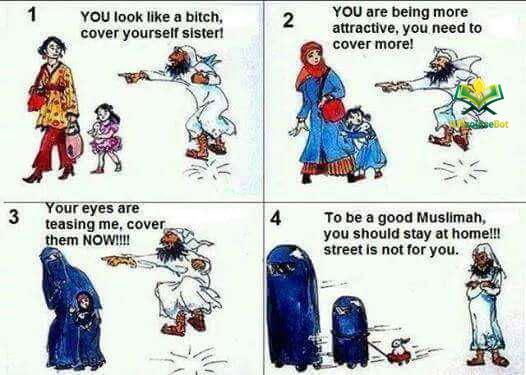 1
YOU look like a bitch,
cover yourself sister!
2
YOU are being more
attractive, you need to
cover more!
3
Your eyes are
teasing me, cover
them NOW!!!!
4
To be a good Muslimah,
you should stay at home!!!
street is not for you.